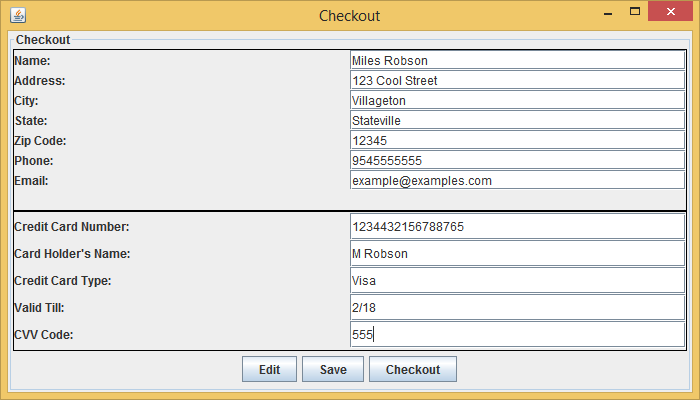 Checkout
Checkout
Name: Miles Robson
Address: 123 Cool Street
City: Villageton
State: Stateville
Zip Code: 12345
Phone: 9545555555
Email: example@examples.com
Credit Card Number: 1234432156788765
Card Holder's Name: M Robson
Credit Card Type: Visa
Valid Till: 2/18
CVV Code: 555
Edit Save Checkout